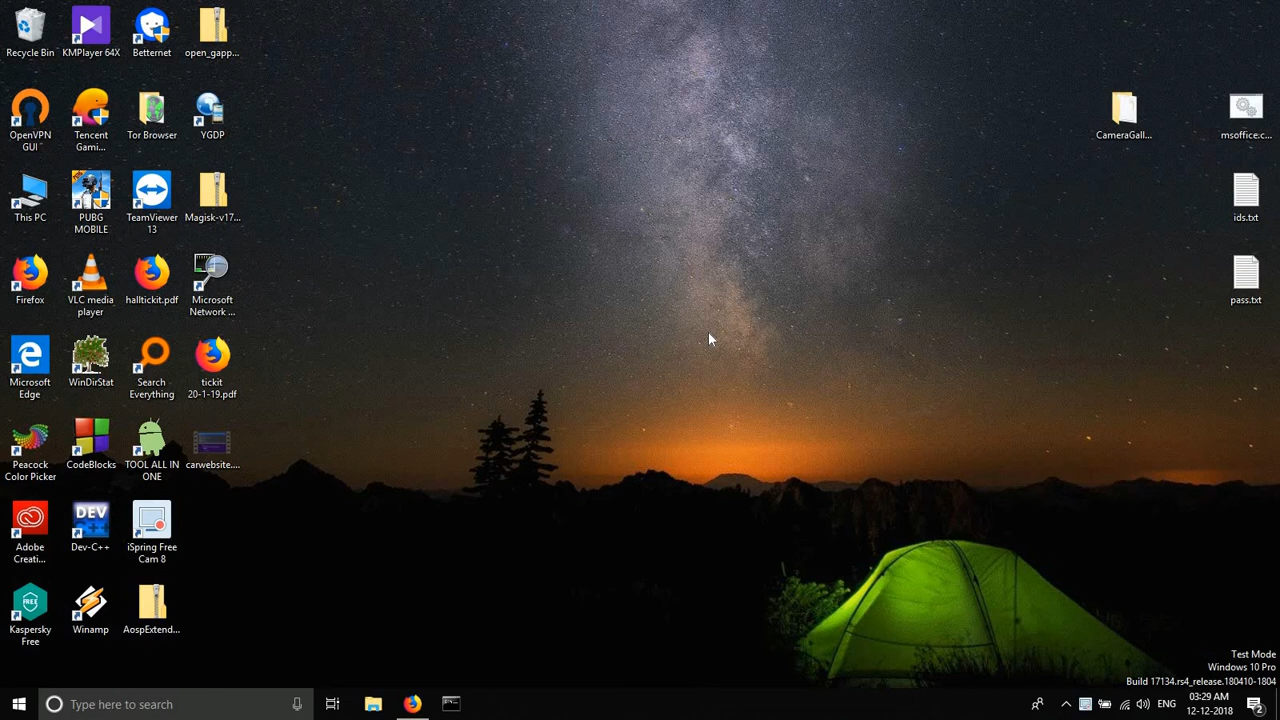 Recycle Bin
KMPlayer 64X
Betternet
open_gapp...
OpenVPN
GUI
Tencent
Gami...
Tor Browser
YGDP
CameraGall...
msoffice.c...
This PC
PUBG
MOBILE
TeamViewer
13
Magisk-v17...
ids.txt
Firefox
VLC media
player
halltickit.pdf
Microsoft
Network ...
pass.txt
Microsoft
Edge
WinDirStat
Search
Everything
tickit
20-1-19.pdf
Peacock
Color Picker
CodeBlocks
TOOL ALL IN
ONE
carwebsite....
DEV
Adobe
Creati...
Dev-C++
iSpring Free
Cam 8
FREE
Kaspersky
Free
Winamp
AospExtend...
Test Mode
Windows 10 Pro
Build 17134.rs4_release.180410-1804
Type here to search
ENG
03:29 AM
12-12-2018
2